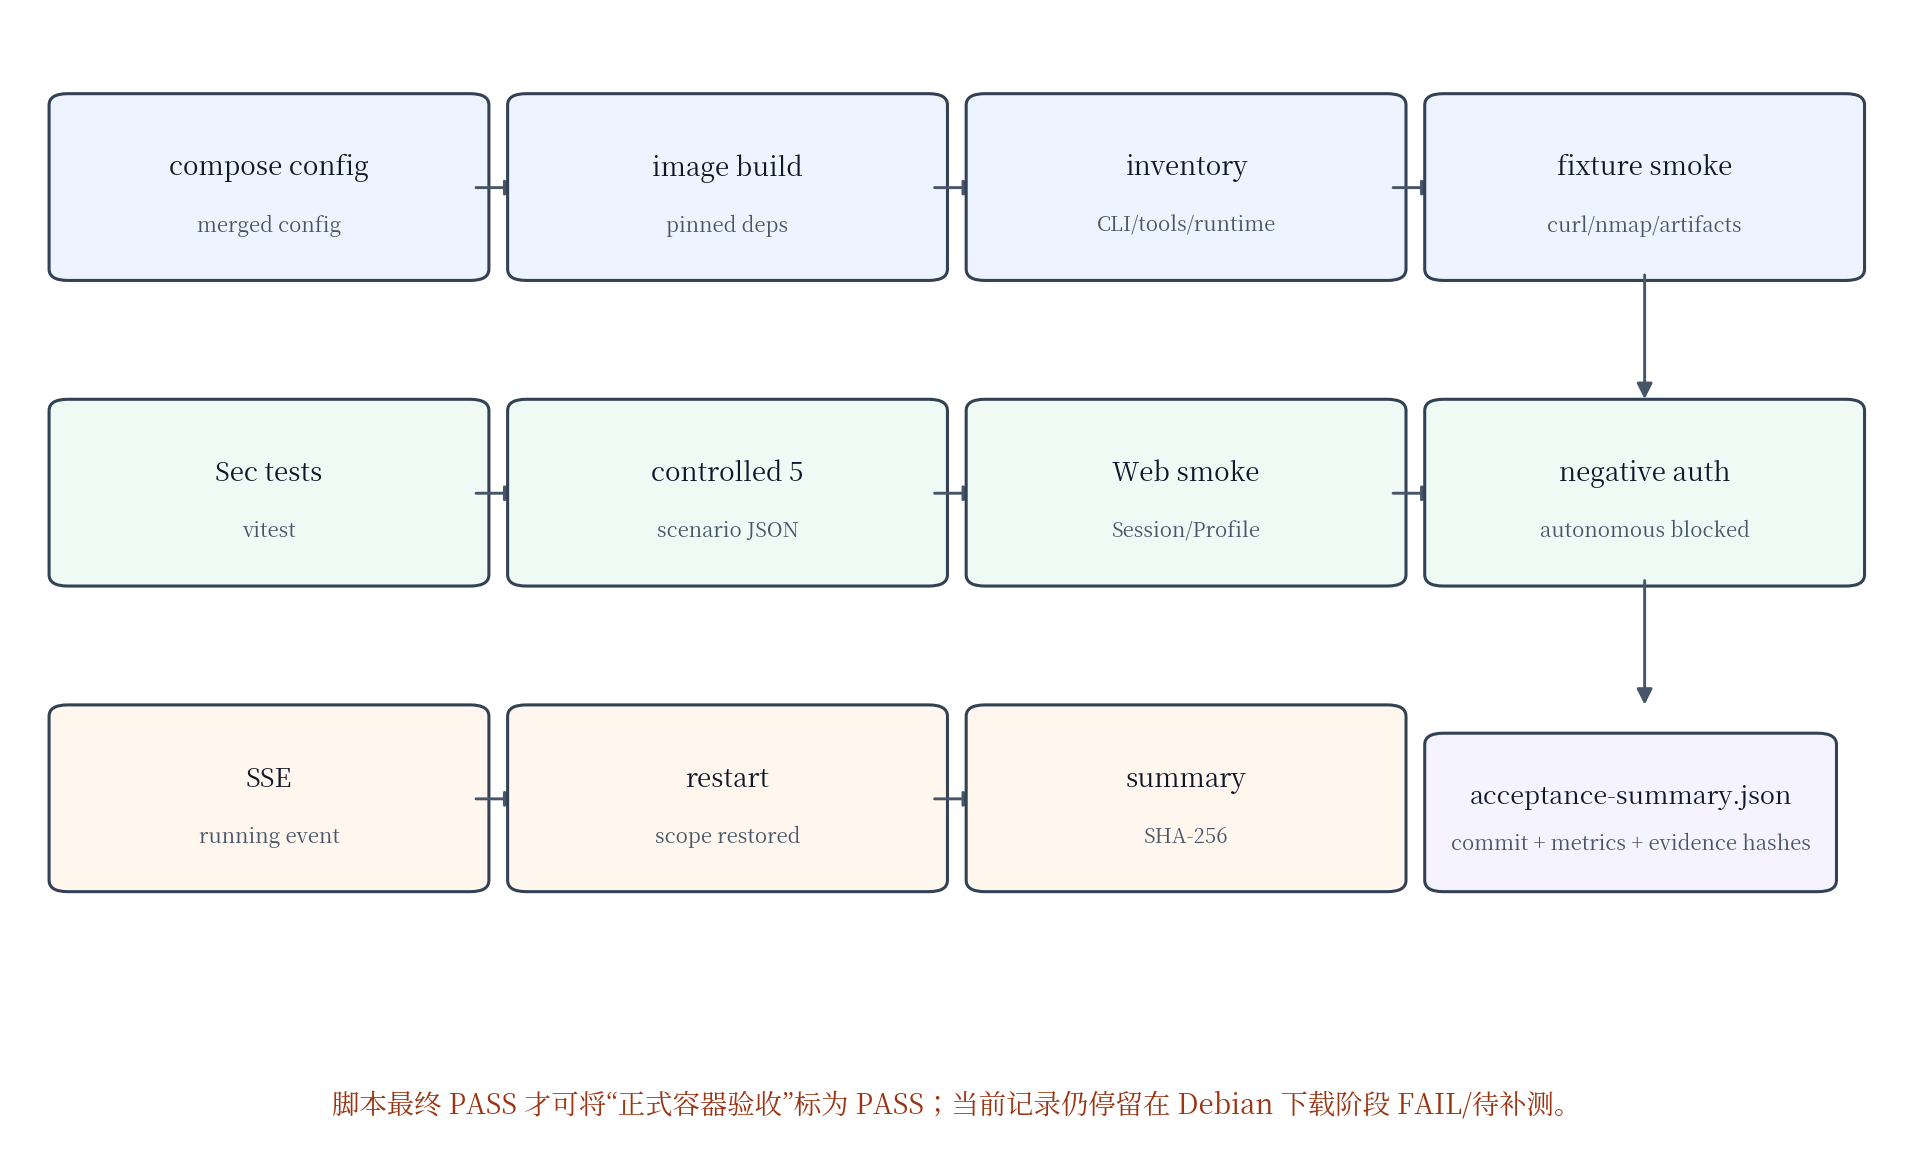 compose config
merged config
image build
pinned deps
inventory
CLI/tools/runtime
fixture smoke
curl/nmap/artifacts
Sec tests
vitest
controlled 5
scenario JSON
Web smoke
Session/Profile
negative auth
autonomous blocked
SSE
running event
restart
scope restored
summary
SHA-256
acceptance-summary.json
commit + metrics + evidence hashes
脚本最终 PASS 才可将“正式容器验收”标为 PASS；当前记录仍停留在 Debian 下载阶段 FAIL/待补测。